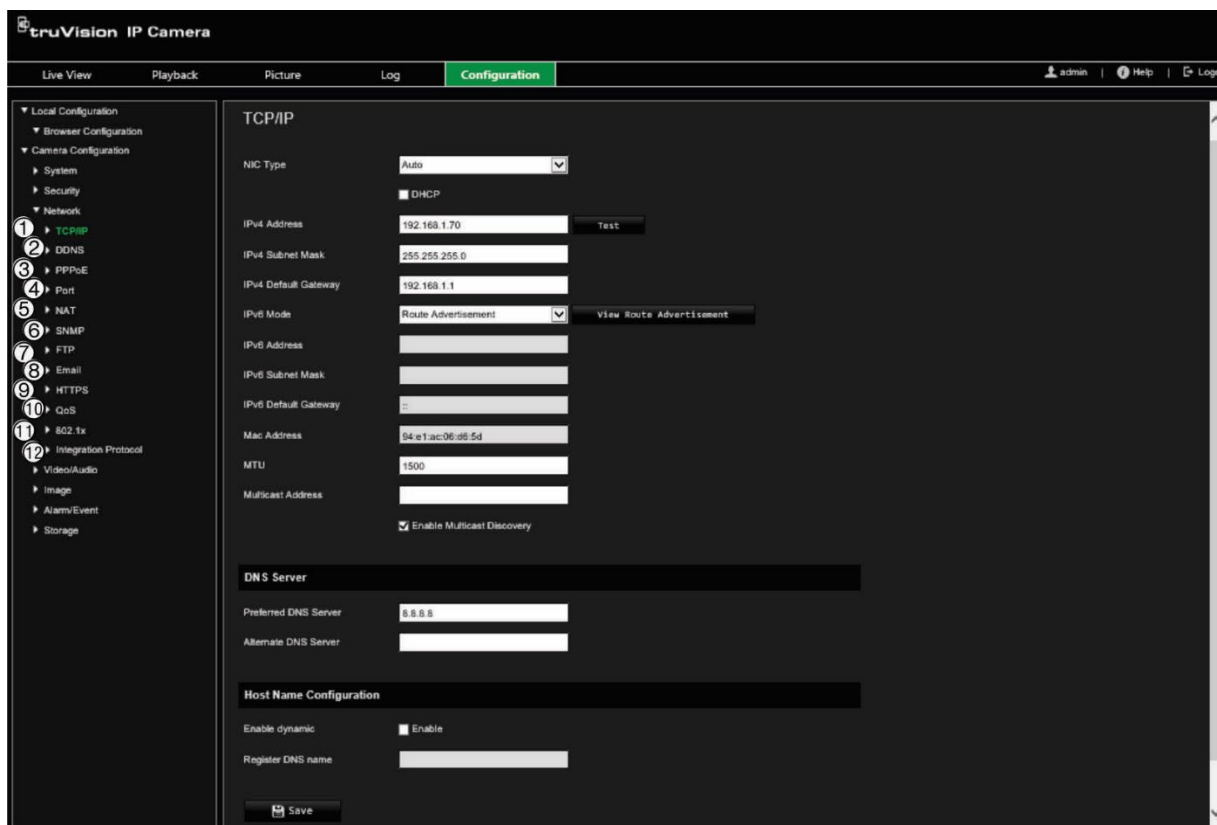 truVision IP Camera
Live View Playback Picture Log Configuration admin | Help |
Local Configuration
Browser Configuration
Camera Configuration
System
Security
Network
1 TCP/IP
2 DDNS
3 PPPoE
4 Port
5 NAT
6 SNMP
7 FTP
8 Email
9 HTTPS
10 QoS
11 802.1x
12 Integration Protocol
Video/Audio
Image
Alarm/Event
Storage
TCP/IP
NIC Type Auto
DHCP
IPv4 Address 192.168.1.70 Test
IPv4 Subnet Mask 255.255.255.0
IPv4 Default Gateway 192.168.1.1
IPv6 Mode Route Advertisement View Route Advertisement
IPv6 Address
IPv6 Subnet Mask
IPv6 Default Gateway ::
Mac Address 94:e1:ac:06:d6:5d
MTU 1500
Multicast Address
Enable Multicast Discovery
DNS Server
Preferred DNS Server 8.8.8.8
Alternate DNS Server
Host Name Configuration
Enable dynamic Enable
Register DNS name
Save